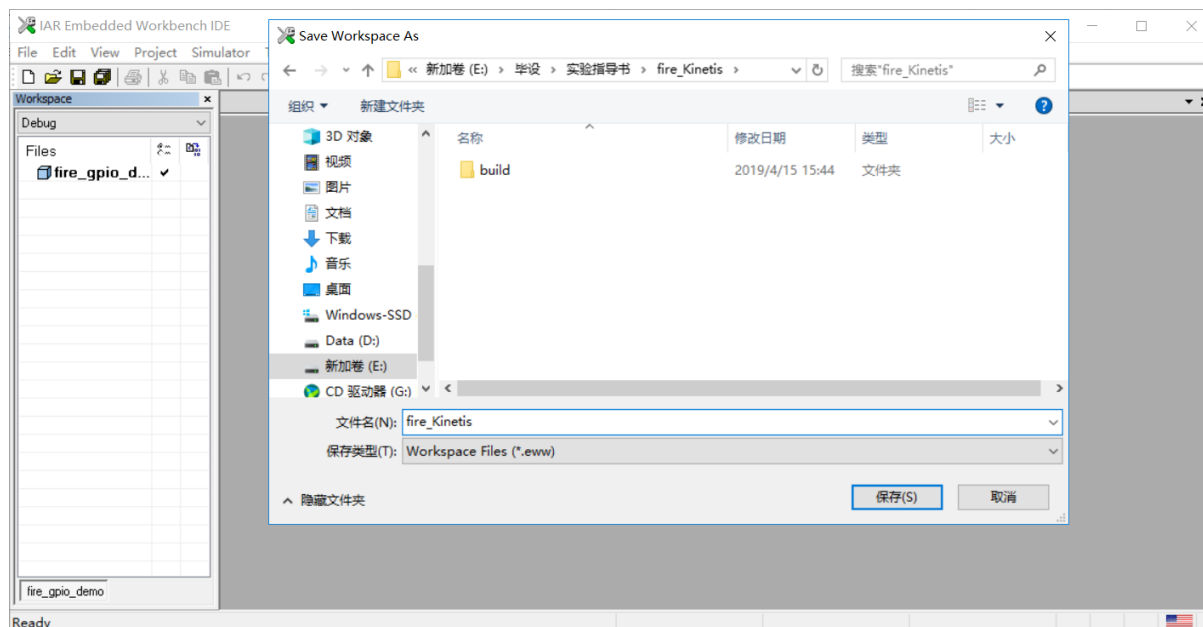 IAR Embedded Workbench IDE
File Edit View Project Simulator
Workspace
Debug
Files
fire_gpio_d...
fire_gpio_demo
Ready
Save Workspace As
« 新加卷 (E:) › 毕设 › 实验指导书 › fire_Kinetis ›
搜索"fire_Kinetis"
组织
新建文件夹
名称 修改日期 类型 大小
build 2019/4/15 15:44 文件夹
3D 对象
视频
图片
文档
下载
音乐
桌面
Windows-SSD
Data (D:)
新加卷 (E:)
CD 驱动器 (G:)
文件名(N): fire_Kinetis
保存类型(T): Workspace Files (*.eww)
隐藏文件夹
保存(S)
取消